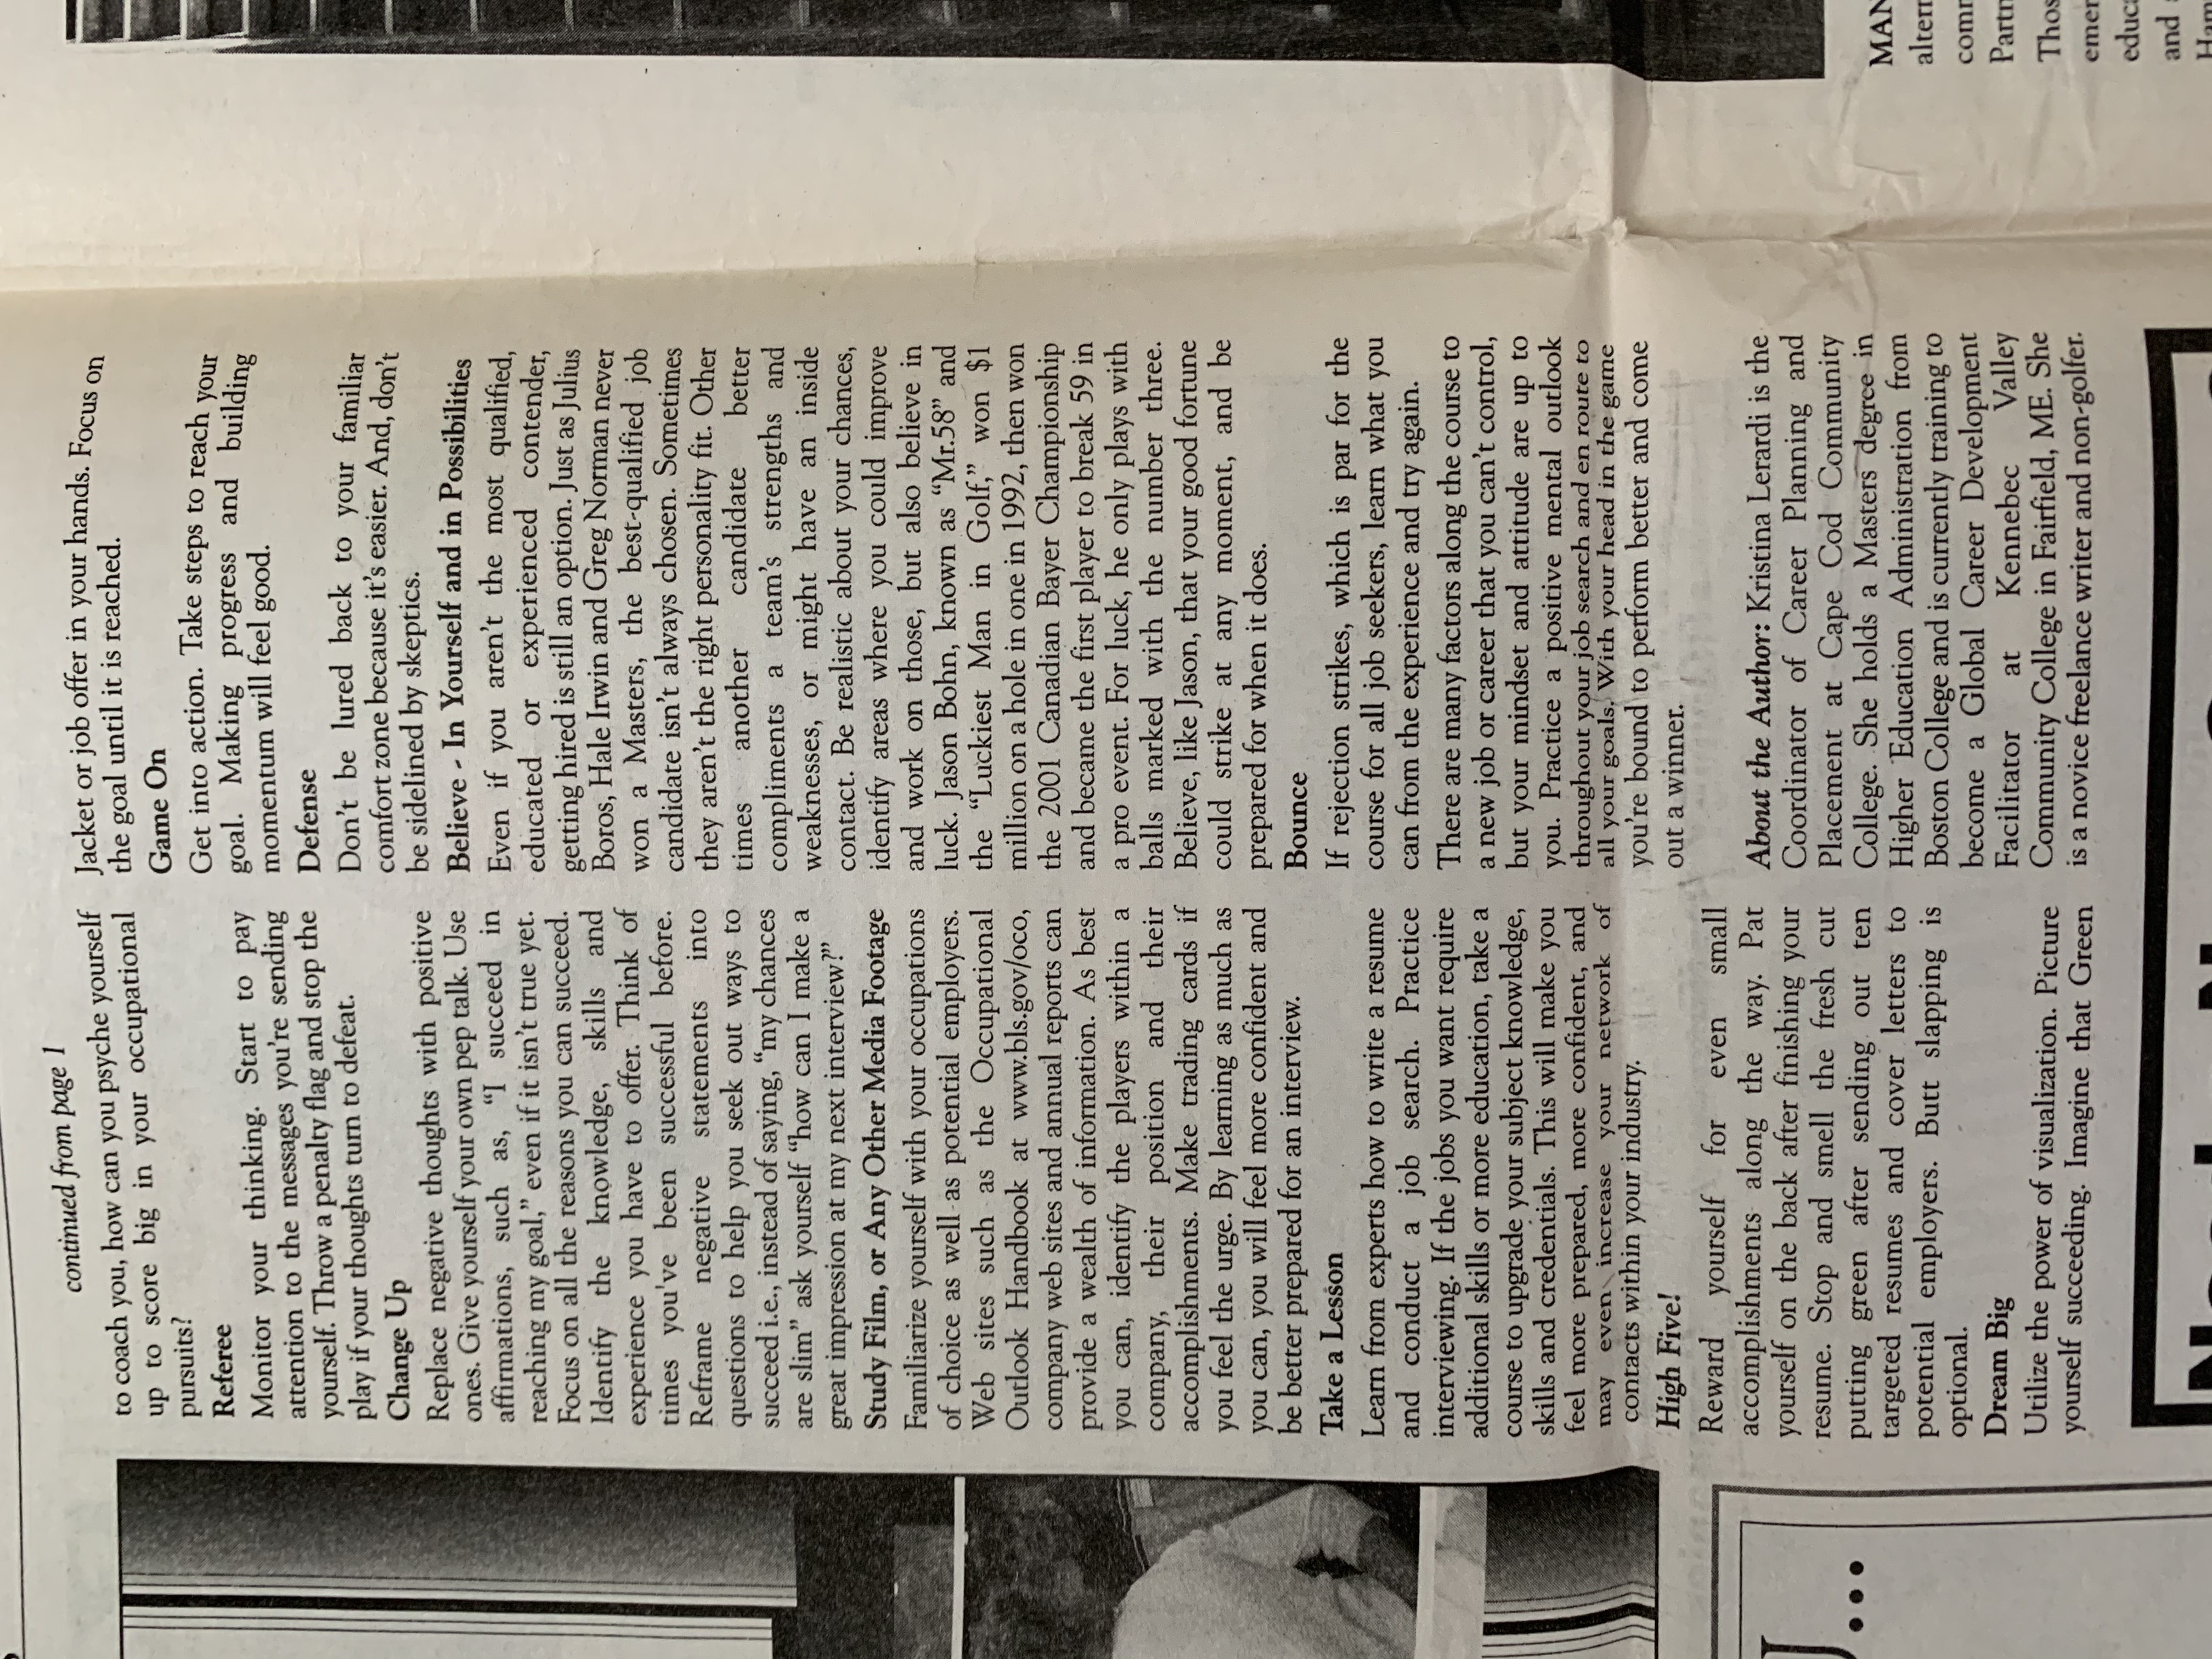 continued from page 1
to coach you, how can you psyche yourself
up to score big in your occupational
pursuits?
Referee
Monitor your thinking. Start to pay
attention to the messages you're sending
yourself. Throw a penalty flag and stop the
play if your thoughts turn to defeat.
Change Up
Replace negative thoughts with positive
ones. Give yourself your own pep talk. Use
affirmations, such as, "I succeed in
reaching my goal," even if it isn't true yet.
Focus on all the reasons you can succeed.
Identify the knowledge, skills and
experience you have to offer. Think of
times you've been successful before.
Reframe negative statements into
questions to help you seek out ways to
succeed i.e., instead of saying, "my chances
are slim" ask yourself "how can I make a
great impression at my next interview?"
Study Film, or Any Other Media Footage
Familiarize yourself with your occupations
of choice as well as potential employers.
Web sites such as the Occupational
Outlook Handbook at www.bls.gov/oco,
company web sites and annual reports can
provide a wealth of information. As best
you can, identify the players within a
company, their position and their
accomplishments. Make trading cards if
you feel the urge. By learning as much as
you can, you will feel more confident and
be better prepared for an interview.
Take a Lesson
Learn from experts how to write a resume
and conduct a job search. Practice
interviewing. If the jobs you want require
additional skills or more education, take a
course to upgrade your subject knowledge,
skills and credentials. This will make you
feel more prepared, more confident, and
may even increase your network of
contacts within your industry.
High Five!
Reward yourself for even small
accomplishments along the way. Pat
yourself on the back after finishing your
resume. Stop and smell the fresh cut
putting green after sending out ten
targeted resumes and cover letters to
potential employers. Butt slapping is
optional.
Dream Big
Utilize the power of visualization. Picture
yourself succeeding. Imagine that Green
Jacket or job offer in your hands. Focus on
the goal until it is reached.
Game On
Get into action. Take steps to reach your
goal. Making progress and building
momentum will feel good.
Defense
Don't be lured back to your familiar
comfort zone because it's easier. And, don't
be sidelined by skeptics.
Believe - In Yourself and in Possibilities
Even if you aren't the most qualified,
educated or experienced contender,
getting hired is still an option. Just as Julius
Boros, Hale Irwin and Greg Norman never
won a Masters, the best-qualified job
candidate isn't always chosen. Sometimes
they aren't the right personality fit. Other
times another candidate better
compliments a team's strengths and
weaknesses, or might have an inside
contact. Be realistic about your chances,
identify areas where you could improve
and work on those, but also believe in
luck. Jason Bohn, known as "Mr.58" and
the "Luckiest Man in Golf," won $1
million on a hole in one in 1992, then won
the 2001 Canadian Bayer Championship
and became the first player to break 59 in
a pro event. For luck, he only plays with
balls marked with the number three.
Believe, like Jason, that your good fortune
could strike at any moment, and be
prepared for when it does.
Bounce
If rejection strikes, which is par for the
course for all job seekers, learn what you
can from the experience and try again.
There are many factors along the course to
a new job or career that you can't control,
but your mindset and attitude are up to
you. Practice a positive mental outlook
throughout your job search and en route to
all your goals. With your head in the game
you're bound to perform better and come
out a winner.
About the Author: Kristina Ierardi is the
Coordinator of Career Planning and
Placement at Cape Cod Community
College. She holds a Masters degree in
Higher Education Administration from
Boston College and is currently training to
become a Global Career Development
Facilitator at Kennebec Valley
Community College in Fairfield, ME. She
is a novice freelance writer and non-golfer.
MAN
altern
comr
Partn
Thos
emer
educa
and